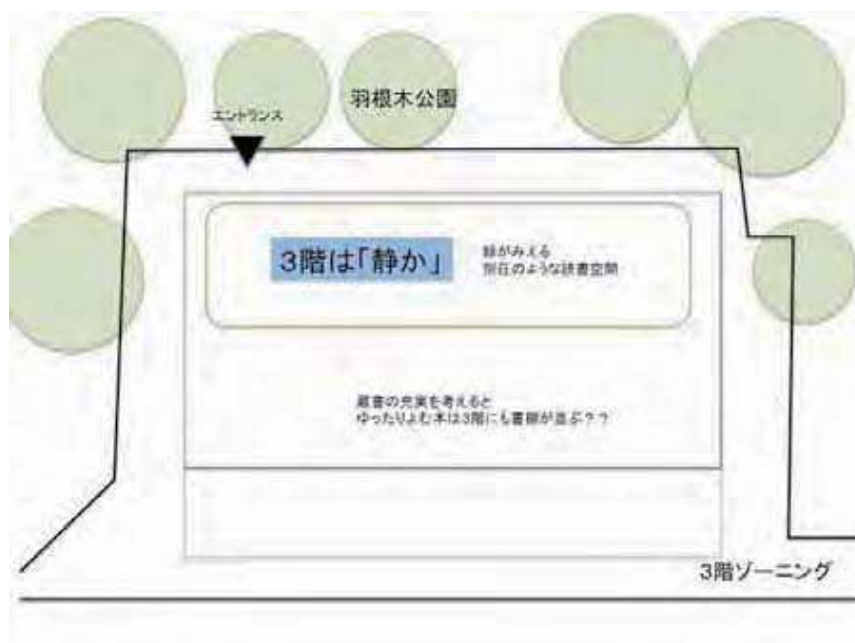 羽根木公園
エントランス
3階は「静か」
緑がみえる
別荘のような読書空間
蔵書の充実を考えると
ゆったりよむ本は3階にも書棚が並ぶ??
3階ゾーニング